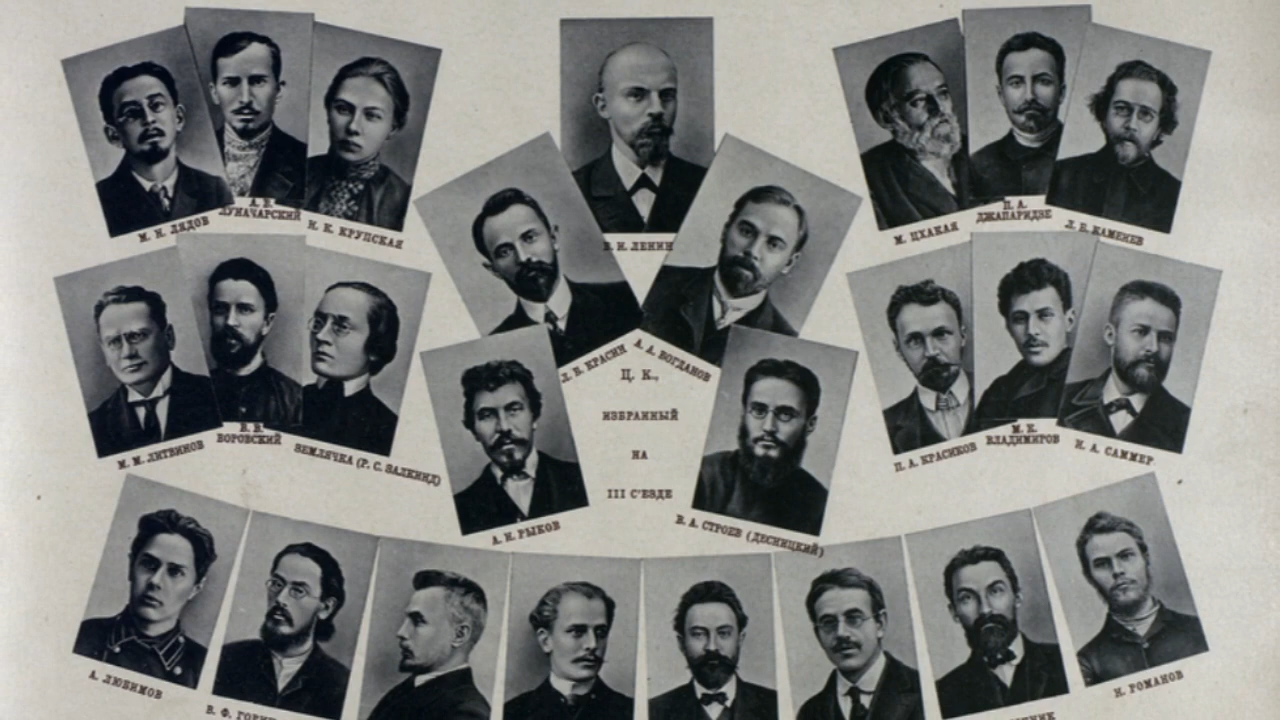 М. Н. ЛЯДОВ
А. В.
ЛУНАЧАРСКИЙ
Н. К. КРУПСКАЯ
В. И. ЛЕНИН
М. ЦХАКАЯ
П. А.
ДЖАПАРИДЗЕ
Л. Б. КАМЕНЕВ
Л. Б. КРАСИН
А. А. БОГДАНОВ
М. М. ЛИТВИНОВ
В. В.
ВОРОВСКИЙ
ЗЕМЛЯЧКА (Р. С. ЗАЛКИНД)
Ц. К.,
ИЗБРАННЫЙ
НА
III С'ЕЗДЕ
П. А. КРАСИКОВ
М. К.
ВЛАДИМИРОВ
Н. А. САММЕР
А. И. РЫКОВ
В. А. СТРОЕВ (ДЕСНИЦКИЙ)
А. ЛЮБИМОВ
В. Ф.
Н. РОМАНОВ